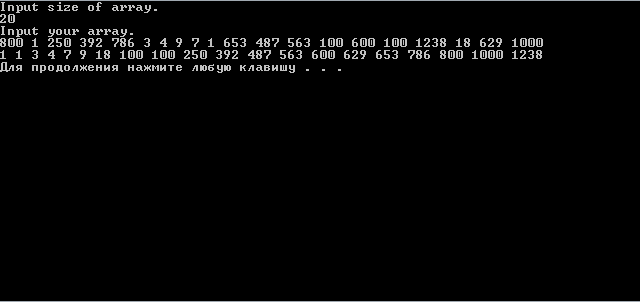 Input size of array.
20
Input your array.
800 1 250 392 786 3 4 9 7 1 653 487 563 100 600 100 1238 18 629 1000
1 1 3 4 7 9 18 100 100 250 392 487 563 600 629 653 786 800 1000 1238
Для продолжения нажмите любую клавишу . . .